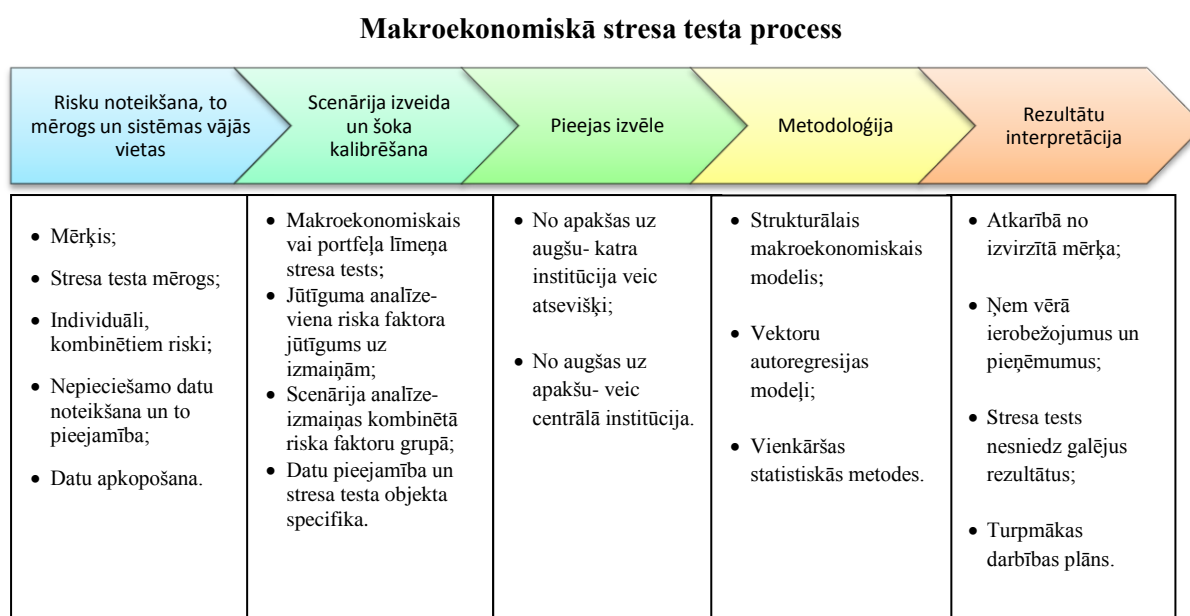 Makroekonomiskā stresa testa process
Risku noteikšana, to
mērogs un sistēmas vājās
vietas
Scenārija izveida
un šoka
kalibrēšana
Pieejas izvēle
Metodoloģija
Rezultātu
interpretācija
• Mērķis;
• Stresa testa mērogs;
• Individuāli,
kombinētiem riski;
• Nepieciešamo datu
noteikšana un to
pieejamība;
• Datu apkopošana.
• Makroekonomiskais
vai portfeļa līmeņa
stresa tests;
• Jūtīguma analīze-
viena riska faktora
jūtīgums uz
izmaiņām;
• Scenārija analīze-
izmaiņas kombinētā
riska faktoru grupā;
• Datu pieejamība un
stresa testa objekta
specifika.
• No apakšas uz
augšu- katra
institūcija veic
atsevišķi;
• No augšas uz
apakšu- veic
centrālā institūcija.
• Strukturālais
makroekonomiskais
modelis;
• Vektoru
autoregresijas
modeļi;
• Vienkāršas
statistiskās metodes.
• Atkarībā no
izvirzītā mērķa;
• Ņem vērā
ierobežojumus un
pieņēmumus;
• Stresa tests
nesniedz galējus
rezultātus;
• Turpmākas
darbības plāns.